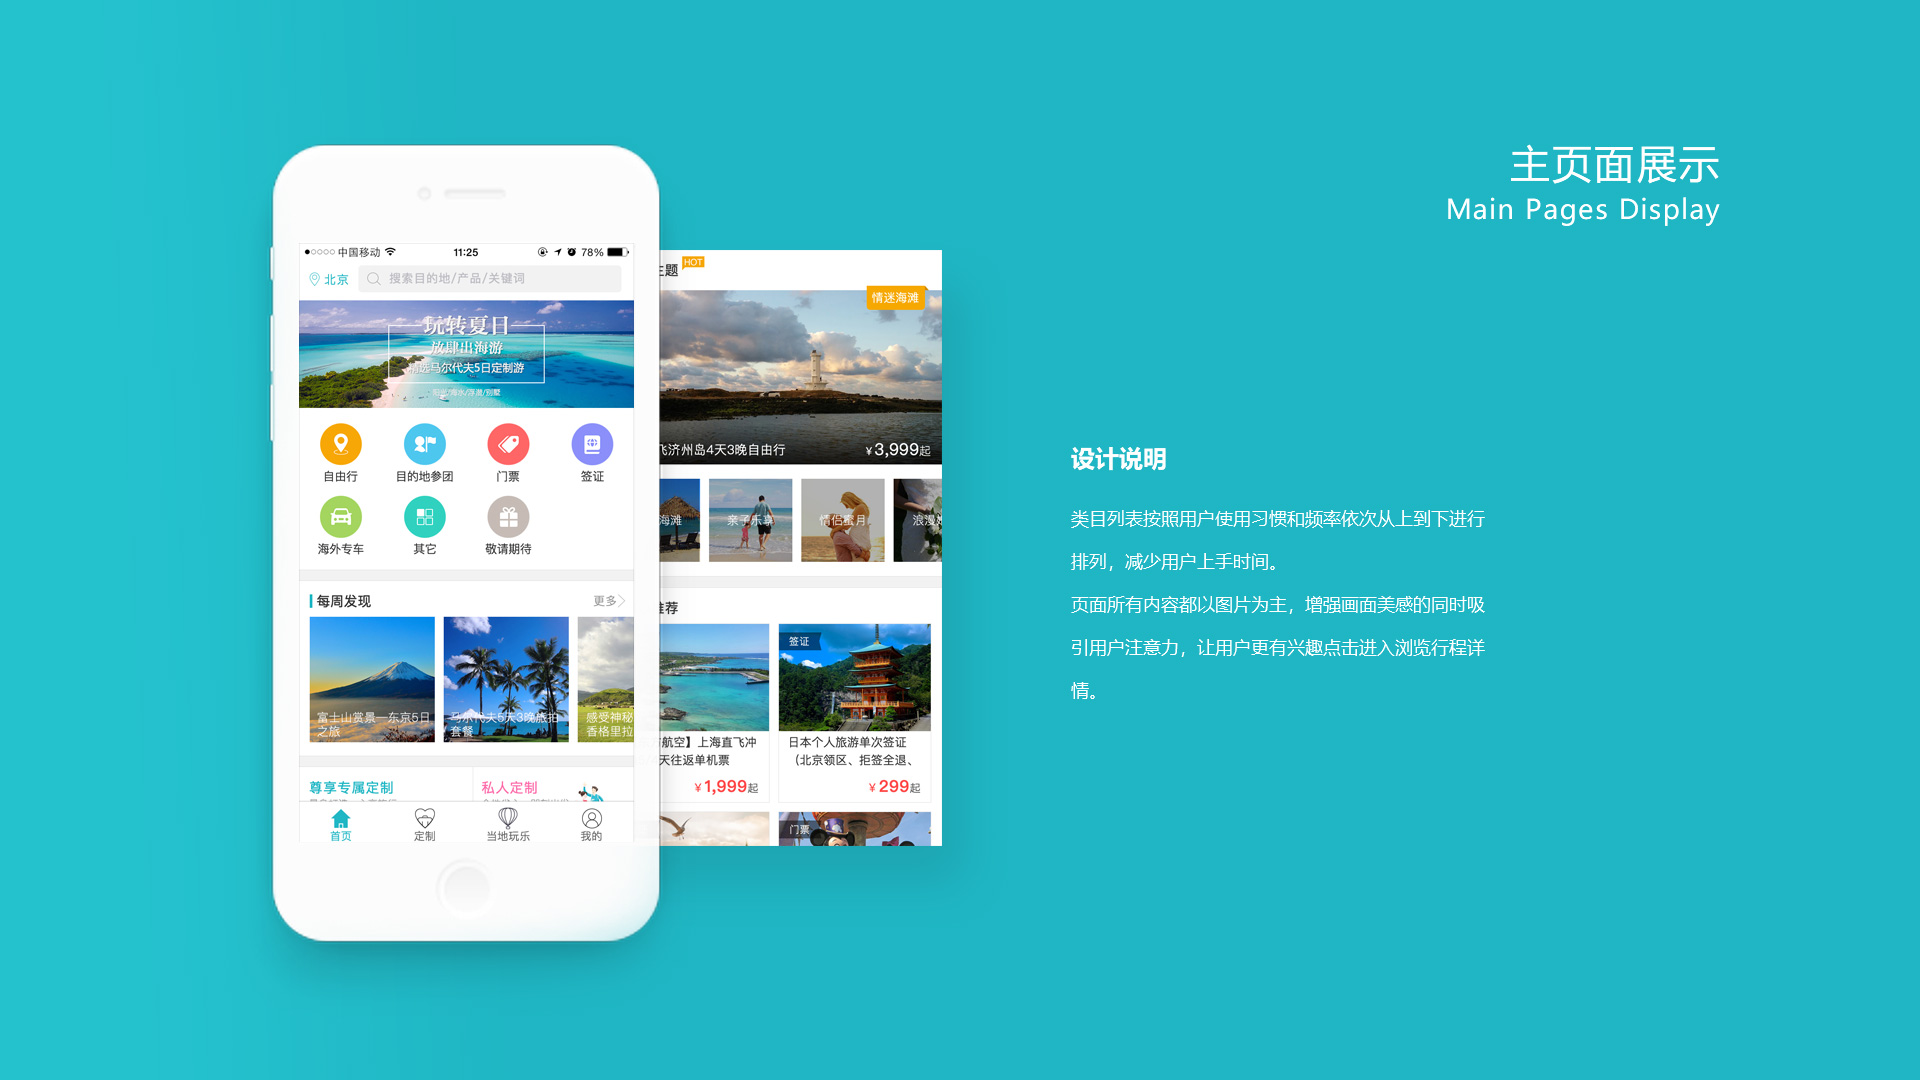 主页面展示
Main Pages Display
中国移动
11:25
78%
北京
搜索目的地/产品/关键词
玩转夏日
放肆出海游
精选马尔代夫5日定制游
自由行
目的地参团
门票
签证
海外专车
其它
敬请期待
每周发现
更多
富士山赏景一东京5日
之旅
马尔代夫5天3晚旅拍
套餐
感受神秘
香格里拉
尊享专属定制
私人定制
首页
定制
当地玩乐
我的
主题
HOT
情迷海滩
飞济州岛4天3晚自由行
¥3,999起
海滩
亲子乐享
情侣蜜月
浪漫
推荐
航空】上海直飞冲
天往返单机票
¥1,999起
签证
日本个人旅游单次签证
（北京领区、拒签全退、
¥299起
门票
设计说明
类目列表按照用户使用习惯和频率依次从上到下进行
排列，减少用户上手时间。
页面所有内容都以图片为主，增强画面美感的同时吸
引用户注意力，让用户更有兴趣点击进入浏览行程详
情。